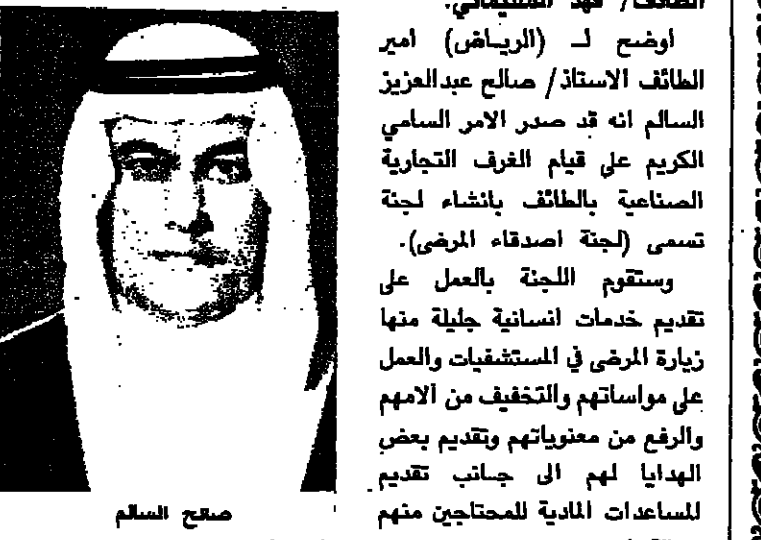 الطائف/ فهد
اوضح لـ (الرياض) امير
الطائف الاستاذ/ صالح عبدالعزيز
السالم انه قد صدر الامر السامي
الكريم على قيام الغرف التجارية
الصناعية بالطائف بانشاء لجنة
تسمى (لجنة اصدقاء المرضى).
وستقوم اللجنة بالعمل على
تقديم خدمات انسانية جليلة منها
زيارة المرضى في المستشفيات والعمل
على مواساتهم والتخفيف من آلامهم
والرفع من معنوياتهم وتقديم بعض
الهدايا لهم الى جانب تقديم
المساعدات المادية للمحتاجين منهم
صالح السالم